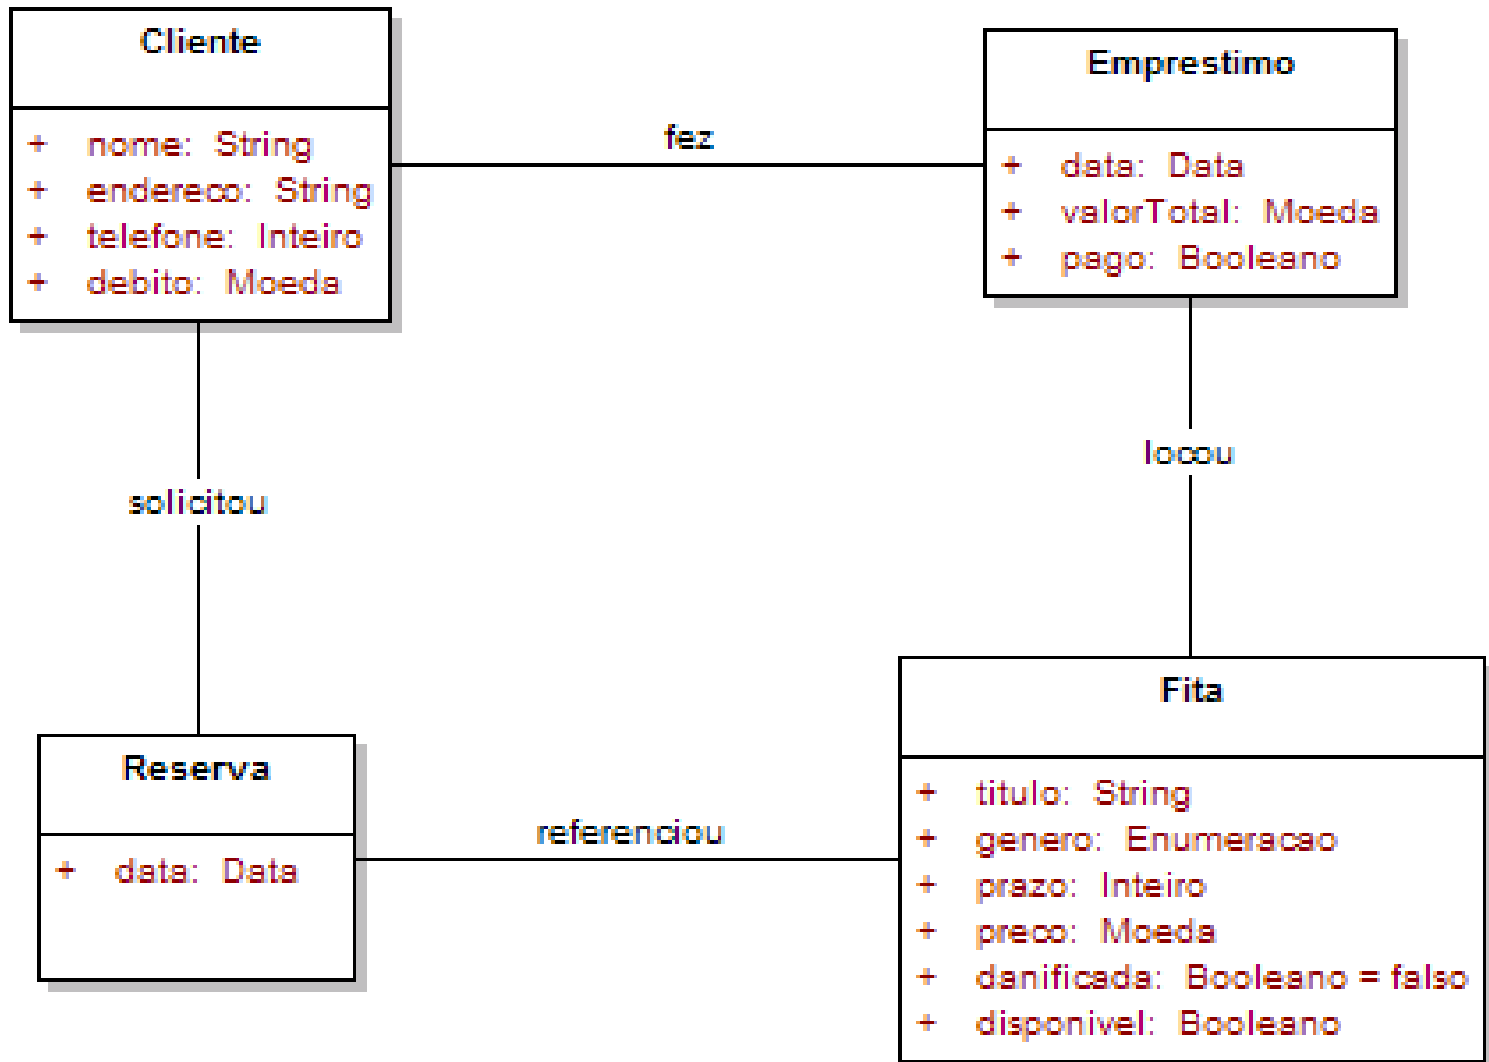 Cliente
+ nome: String
+ endereco: String
+ telefone: Inteiro
+ debito: Moeda
fez
Emprestimo
+ data: Data
+ valorTotal: Moeda
+ pago: Booleano
solicitou
locou
Reserva
+ data: Data
referenciou
Fita
+ titulo: String
+ genero: Enumeracao
+ prazo: Inteiro
+ preco: Moeda
+ danificada: Booleano = falso
+ disponivel: Booleano